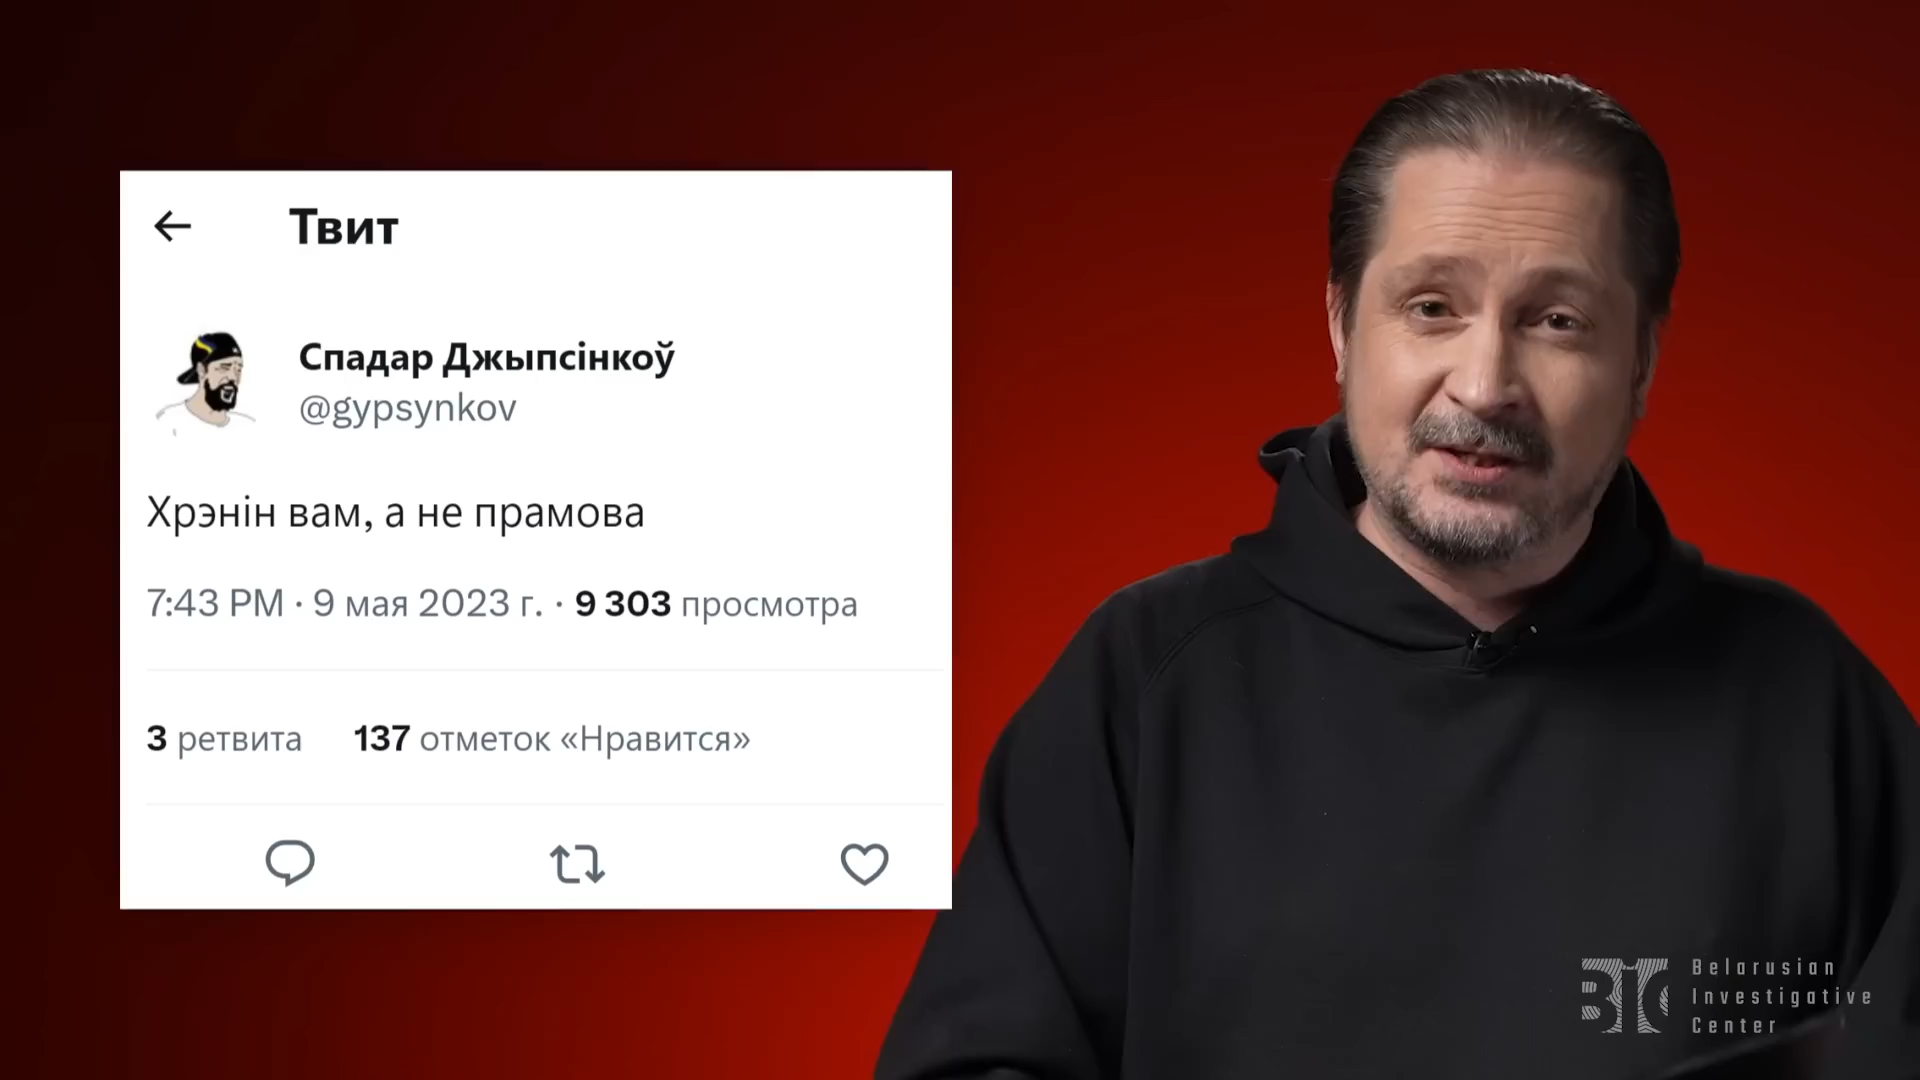 Твит
Спадар Джыпсінкоў
@gypsynkov
Хрэнін вам, а не прамова
7:43 PM · 9 мая 2023 г. · 9 303 просмотра
3 ретвита 137 отметок «Нравится»
Belarusian
Investigative
Center